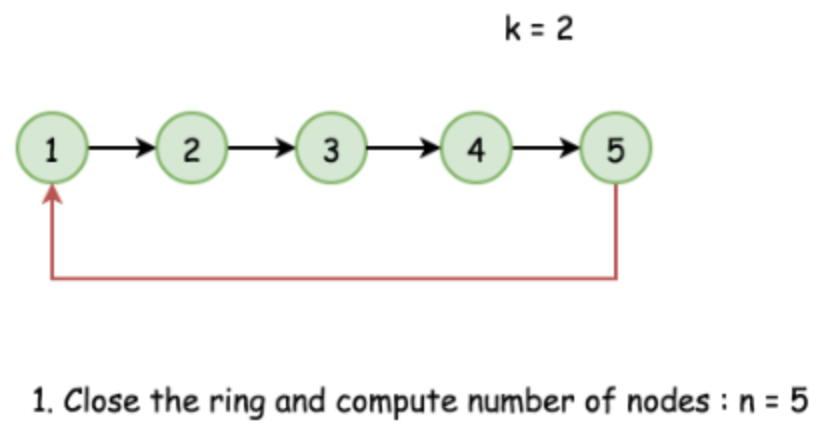 k = 2
1 2 3 4 5
1. Close the ring and compute number of nodes : n = 5